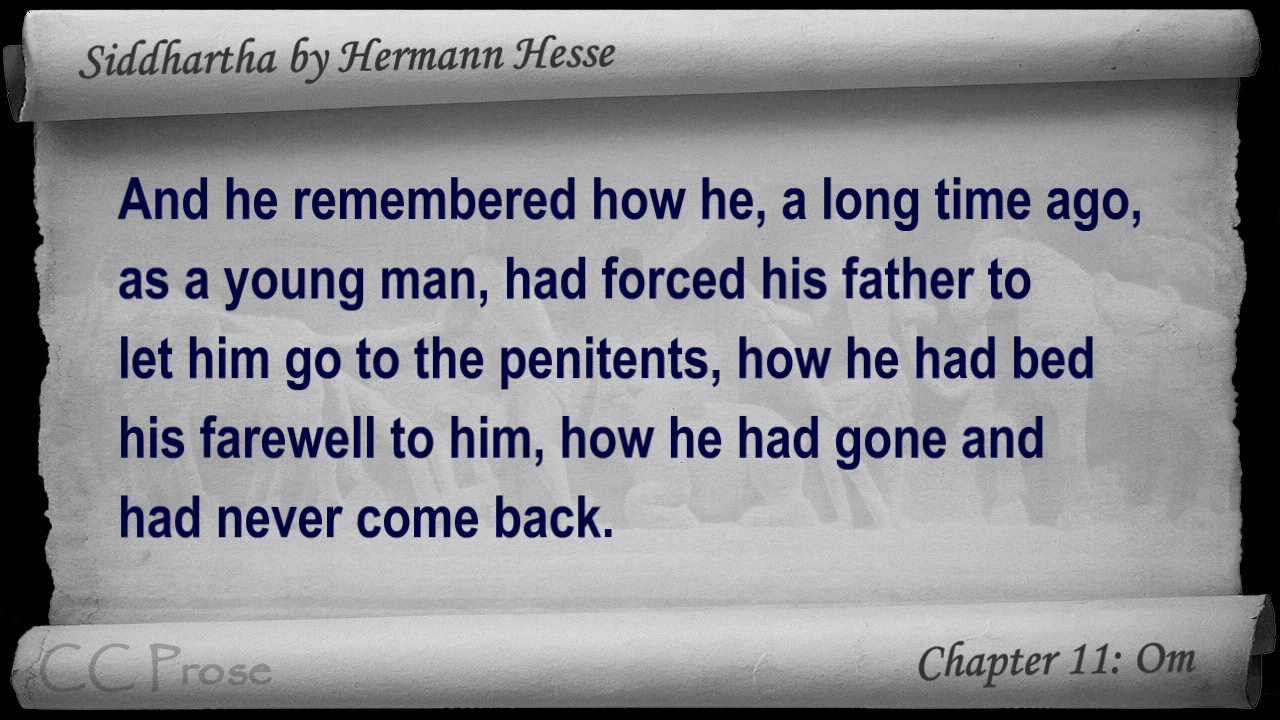 Siddhartha by Hermann Hesse
And he remembered how he, a long time ago,
as a young man, had forced his father to
let him go to the penitents, how he had bed
his farewell to him, how he had gone and
had never come back.
CC Prose
Chapter 11: Om